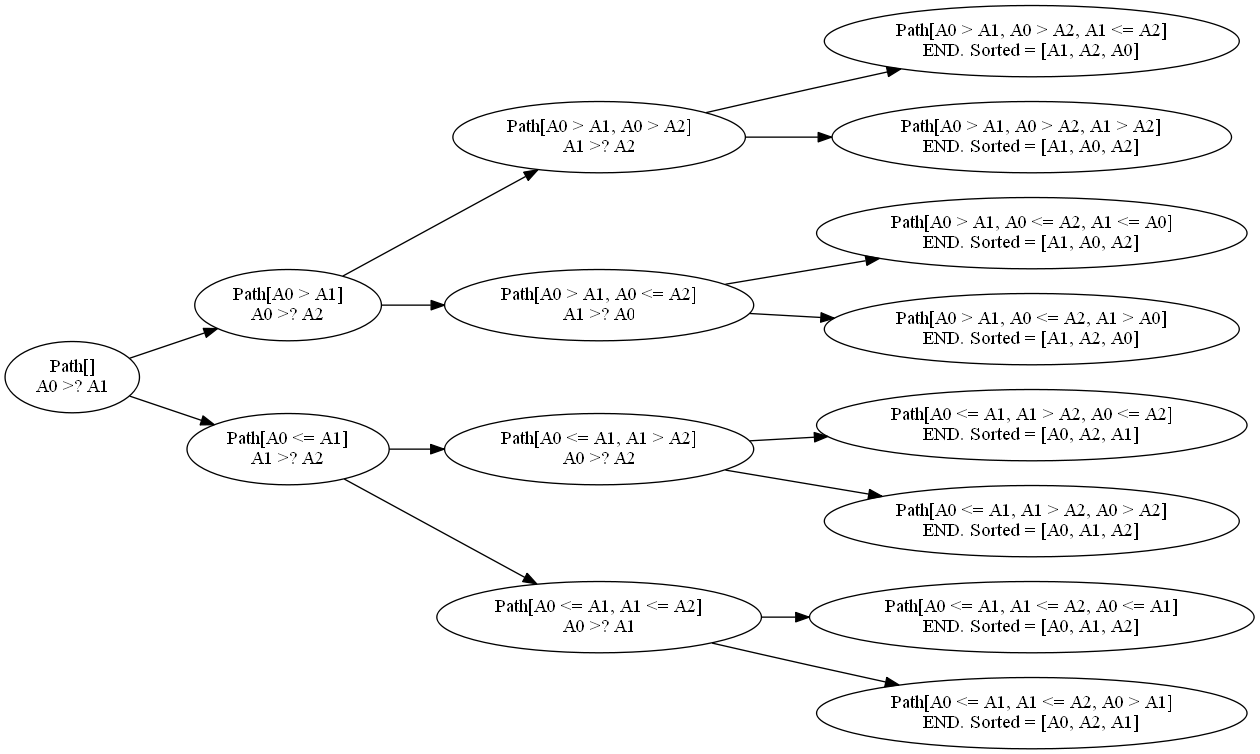 Path[A0 > A1, A0 > A2, A1 <= A2]
END. Sorted = [A1, A2, A0]
Path[A0 > A1, A0 > A2]
A1 >? A2
Path[A0 > A1, A0 > A2, A1 > A2]
END. Sorted = [A1, A0, A2]
Path[A0 > A1, A0 <= A2, A1 <= A0]
END. Sorted = [A1, A0, A2]
Path[A0 > A1]
A0 >? A2
Path[A0 > A1, A0 <= A2]
A1 >? A0
Path[A0 > A1, A0 <= A2, A1 > A0]
END. Sorted = [A1, A2, A0]
Path[]
A0 >? A1
Path[A0 <= A1, A1 > A2, A0 <= A2]
END. Sorted = [A0, A2, A1]
Path[A0 <= A1]
A1 >? A2
Path[A0 <= A1, A1 > A2]
A0 >? A2
Path[A0 <= A1, A1 > A2, A0 > A2]
END. Sorted = [A0, A1, A2]
Path[A0 <= A1, A1 <= A2]
A0 >? A1
Path[A0 <= A1, A1 <= A2, A0 <= A1]
END. Sorted = [A0, A1, A2]
Path[A0 <= A1, A1 <= A2, A0 > A1]
END. Sorted = [A0, A2, A1]